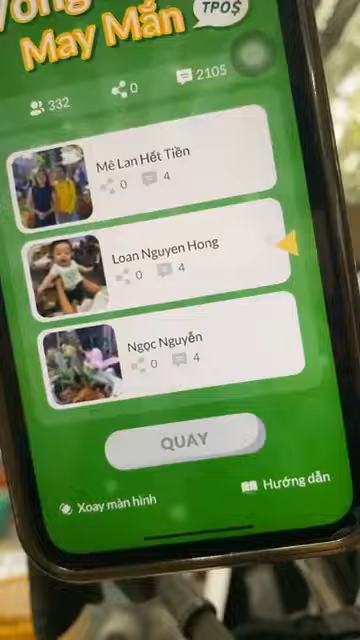 May Mắn
TPO$
332
0
2105
Mê Lan Hết Tiền
0 4
Loan Nguyen Hong
0 4
Ngọc Nguyễn
0 4
QUAY
Xoay màn hình
Hướng dẫn